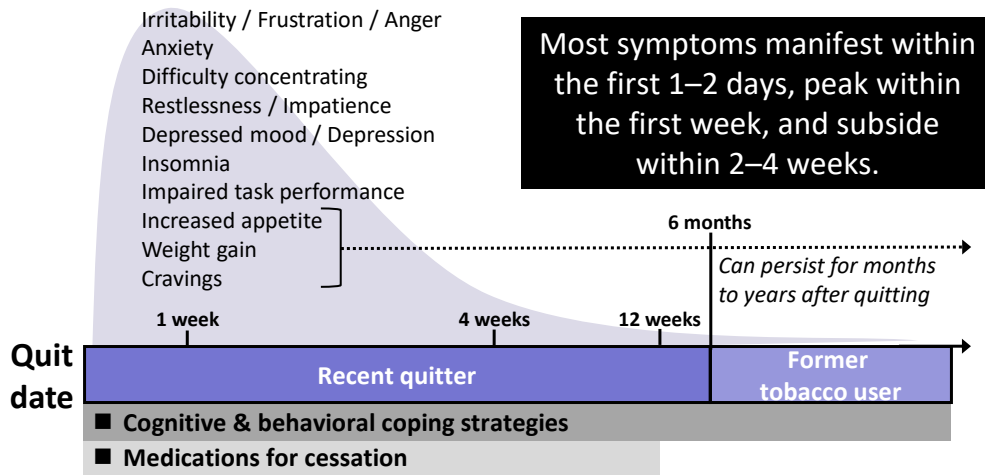 Irritability / Frustration / Anger
Anxiety
Difficulty concentrating
Restlessness / Impatience
Depressed mood / Depression
Insomnia
Impaired task performance
Increased appetite
Weight gain
Cravings
Most symptoms manifest within
the first 1–2 days, peak within
the first week, and subside
within 2–4 weeks.
6 months
Can persist for months
to years after quitting
1 week
4 weeks
12 weeks
Quit
date
Recent quitter
Former
tobacco user
■ Cognitive & behavioral coping strategies
■ Medications for cessation